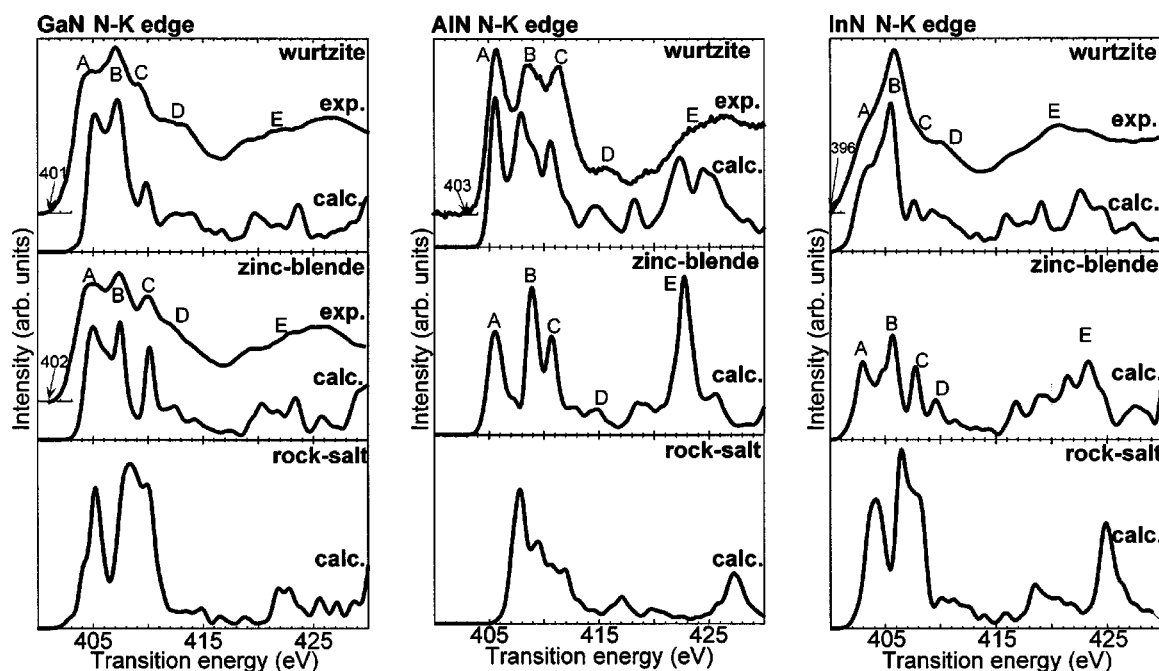 GaN N-K edge
wurtzite
A
B
C
D
E
exp.
401
calc.
zinc-blende
A
B
C
D
E
exp.
402
calc.
rock-salt
calc.
405 415 425
Transition energy (eV)
Intensity (arb. units)
AlN N-K edge
wurtzite
A
B
C
D
E
exp.
403
calc.
zinc-blende
A
B
C
D
E
calc.
rock-salt
calc.
405 415 425
Transition energy (eV)
Intensity (arb. units)
InN N-K edge
wurtzite
A
B
C
D
E
exp.
396
calc.
zinc-blende
A
B
C
D
E
calc.
rock-salt
calc.
405 415 425
Transition energy (eV)
Intensity (arb. units)